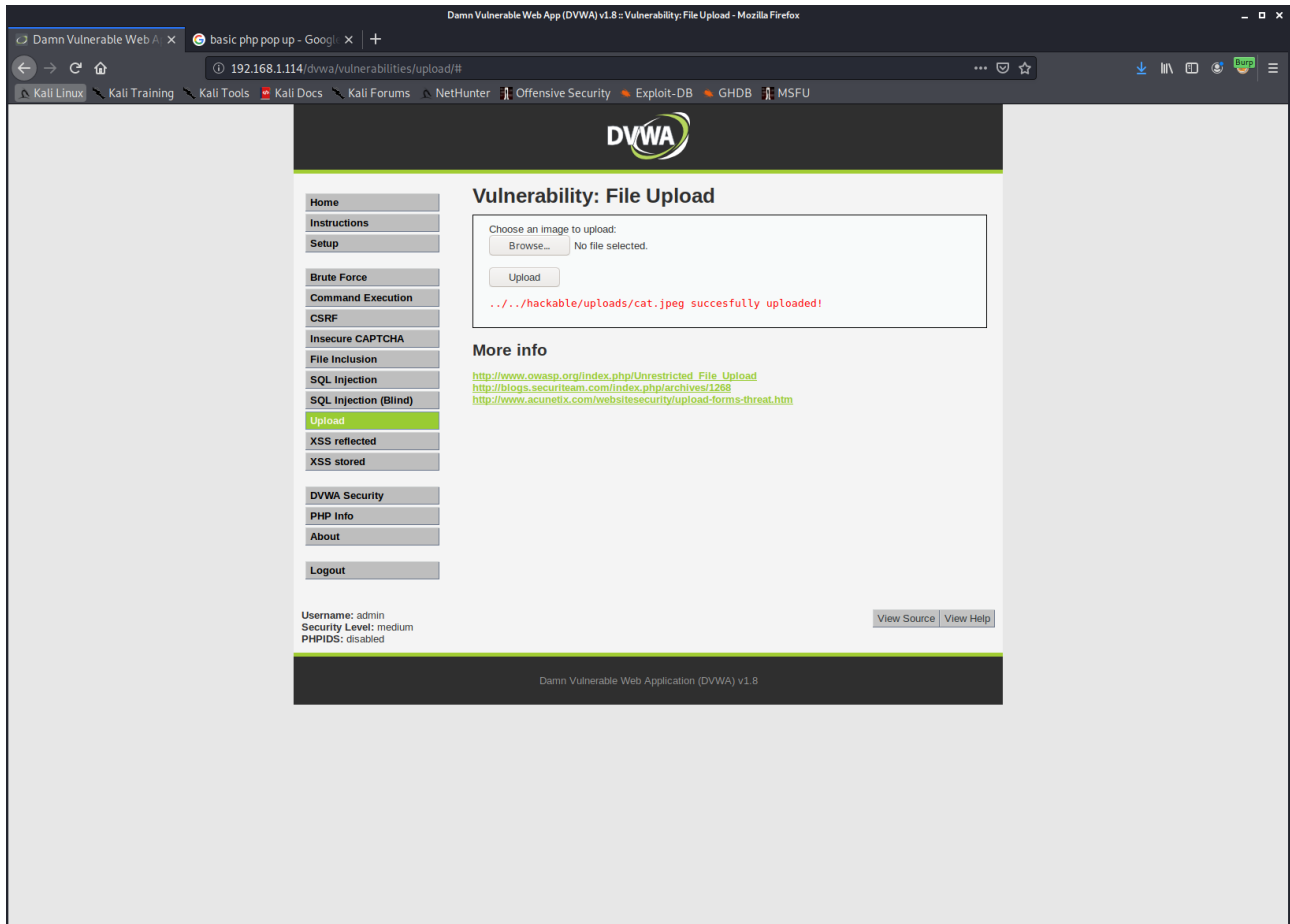 Damn Vulnerable Web App (DVWA) v1.8 :: Vulnerability: File Upload - Mozilla Firefox
Damn Vulnerable Web A
basic php pop up - Googl
192.168.1.114/dvwa/vulnerabilities/upload/#
Burp
Kali Linux Kali Training Kali Tools Kali Docs Kali Forums NetHunter Offensive Security Exploit-DB GHDB MSFU
DVWA
Home
Instructions
Setup
Brute Force
Command Execution
CSRF
Insecure CAPTCHA
File Inclusion
SQL Injection
SQL Injection (Blind)
Upload
XSS reflected
XSS stored
DVWA Security
PHP Info
About
Logout
Vulnerability: File Upload
Choose an image to upload:
Browse... No file selected.
Upload
../../hackable/uploads/cat.jpeg succesfully uploaded!
More info
http://www.owasp.org/index.php/Unrestricted_File_Upload
http://blogs.securiteam.com/index.php/archives/1268
http://www.acunetix.com/websitesecurity/upload-forms-threat.htm
Username: admin
Security Level: medium
PHPIDS: disabled
View Source View Help
Damn Vulnerable Web Application (DVWA) v1.8